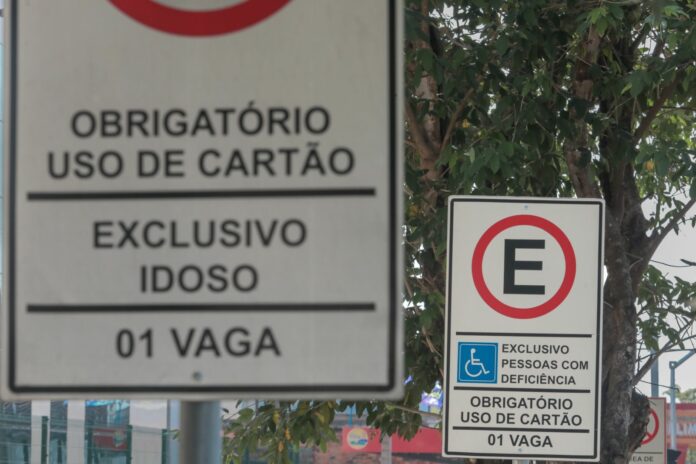 OBRIGATÓRIO
USO DE CARTÃO
EXCLUSIVO
IDOSO
01 VAGA
E
EXCLUSIVO
PESSOAS COM
DEFICIÊNCIA
OBRIGATÓRIO
USO DE CARTÃO
01 VAGA